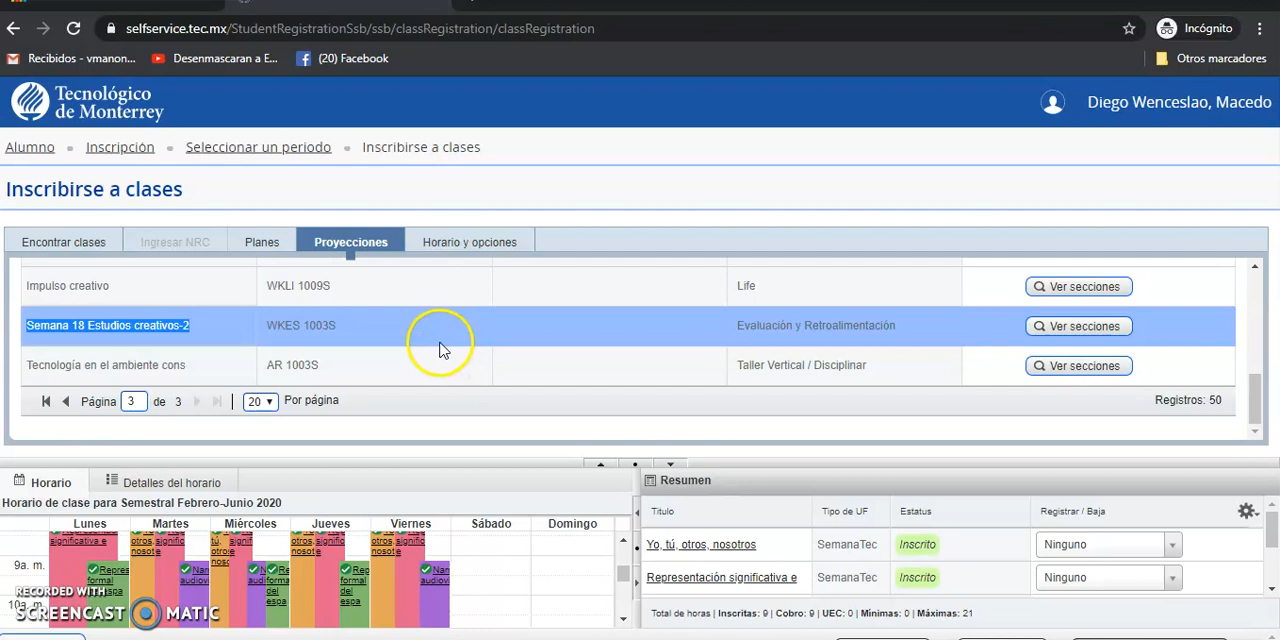 selfservice.tec.mx/StudentRegistrationSsb/ssb/classRegistration/classRegistration
Incógnito
Recibidos - vmanon...
Desenmascaran a E...
(20) Facebook
Otros marcadores
Tecnológico
de Monterrey
Diego Wenceslao, Macedo
Alumno
Inscripción
Seleccionar un periodo
Inscribirse a clases
Inscribirse a clases
Encontrar clases
Ingresar NRC
Planes
Proyecciones
Horario y opciones
Impulso creativo WKLI 1009S Life Ver secciones
Semana 18 Estudios creativos-2 WKES 1003S Evaluación y Retroalimentación Ver secciones
Tecnología en el ambiente cons AR 1003S Taller Vertical / Disciplinar Ver secciones
Página 3 de 3 20 Por página Registros: 50
Horario Detalles del horario
Horario de clase para Semestral Febrero-Junio 2020
Lunes Martes Miércoles Jueves Viernes Sábado Domingo
9a. m.
10a. m.
Resumen
Título Tipo de UF Estatus Registrar / Baja
Yo, tú, otros, nosotros SemanaTec Inscrito Ninguno
Representación significativa e SemanaTec Inscrito Ninguno
Total de horas | Inscritas: 9 | Cobro: 9 | UEC: 0 | Mínimas: 0 | Máximas: 21
RECORDED WITH
SCREENCAST MATIC